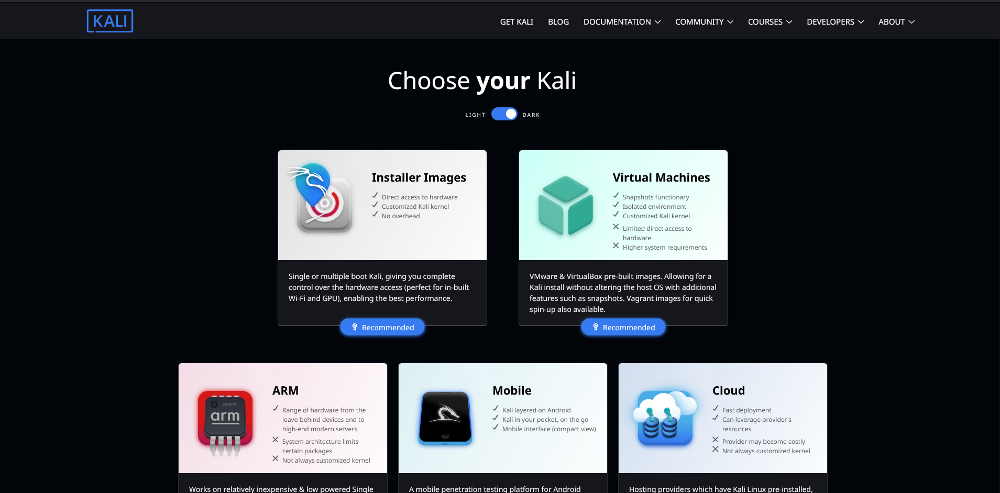 KALI
GET KALI
BLOG
DOCUMENTATION
COMMUNITY
COURSES
DEVELOPERS
ABOUT
Choose your Kali
LIGHT
DARK
Installer Images
Direct access to hardware
Customized Kali kernel
No overhead
Single or multiple boot Kali, giving you complete
control over the hardware access (perfect for in-built
Wi-Fi and GPU), enabling the best performance.
Recommended
Virtual Machines
Snapshots functionary
Isolated environment
Customized Kali kernel
Limited direct access to
hardware
Higher system requirements
VMware & VirtualBox pre-built images. Allowing for a
Kali install without altering the host OS with additional
features such as snapshots. Vagrant images for quick
spin-up also available.
Recommended
arm
ARM
Range of hardware from the
leave-behind devices end to
high-end modern servers
System architecture limits
certain packages
Not always customized kernel
Works on relatively inexpensive & low powered Single
Mobile
Kali layered on Android
Kali in your pocket, on the go
Mobile interface (compact view)
A mobile penetration testing platform for Android
Cloud
Fast deployment
Can leverage provider's
resources
Provider may become costly
Not always customized kernel
Hosting providers which have Kali Linux pre-installed,